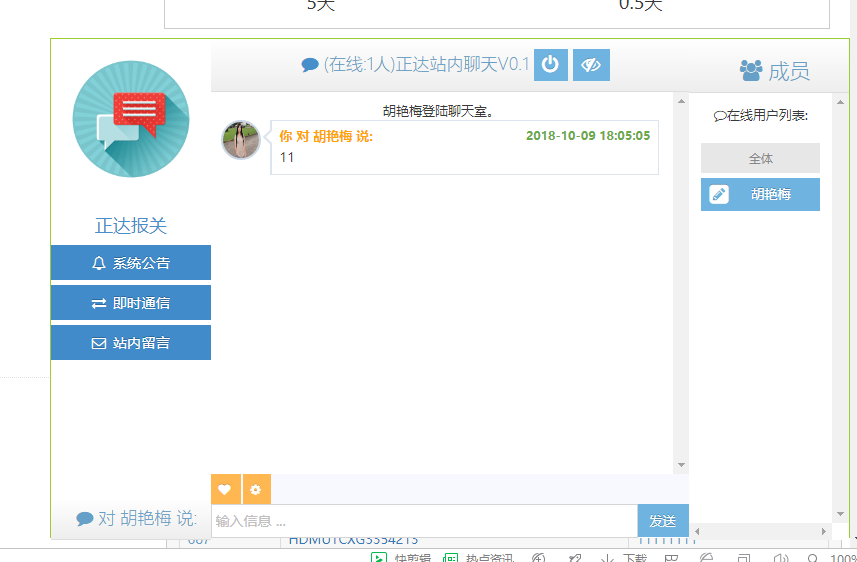 5天
0.5天
(在线:1人)正达站内聊天V0.1
成员
胡艳梅登陆聊天室。
在线用户列表:
你 对 胡艳梅 说:
2018-10-09 18:05:05
11
全体
胡艳梅
正达报关
系统公告
即时通信
站内留言
对 胡艳梅 说:
输入信息 ...
发送
快剪辑
热点资讯
下载
100%